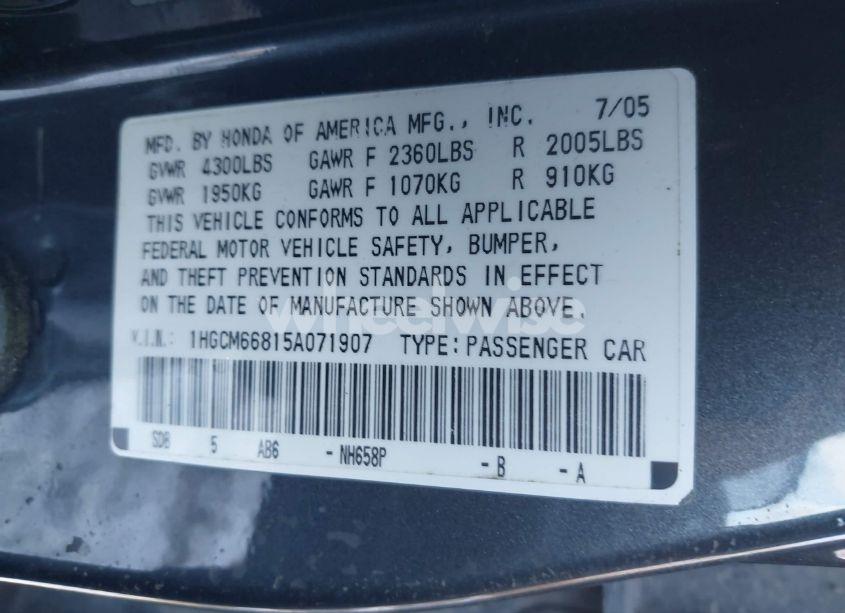 MFD. BY HONDA OF AMERICA MFG., INC. 7/05
GVWR 4300LBS GAWR F 2360LBS R 2005LBS
GVWR 1950KG GAWR F 1070KG R 910KG
THIS VEHICLE CONFORMS TO ALL APPLICABLE
FEDERAL MOTOR VEHICLE SAFETY, BUMPER,
AND THEFT PREVENTION STANDARDS IN EFFECT
ON THE DATE OF MANUFACTURE SHOWN ABOVE.
wheelwise
V.I.N.: 1HGCM66815A071907 TYPE: PASSENGER CAR
SDB 5 AB6 - NH658P - B - A